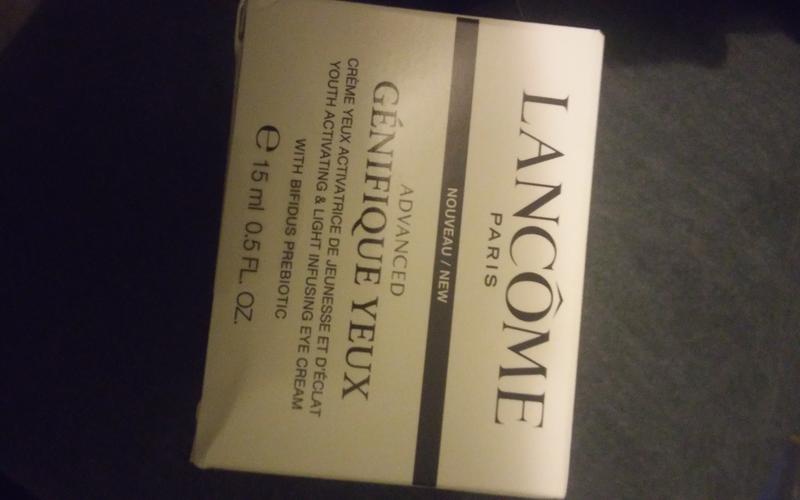 LANCÔME
PARIS
NOUVEAU / NEW
ADVANCED
GÉNIFIQUE YEUX
CRÈME YEUX ACTIVATRICE DE JEUNESSE ET D'ÉCLAT
YOUTH ACTIVATING & LIGHT INFUSING EYE CREAM
WITH BIFIDUS PREBIOTIC
℮ 15 ml 0.5 FL. OZ.